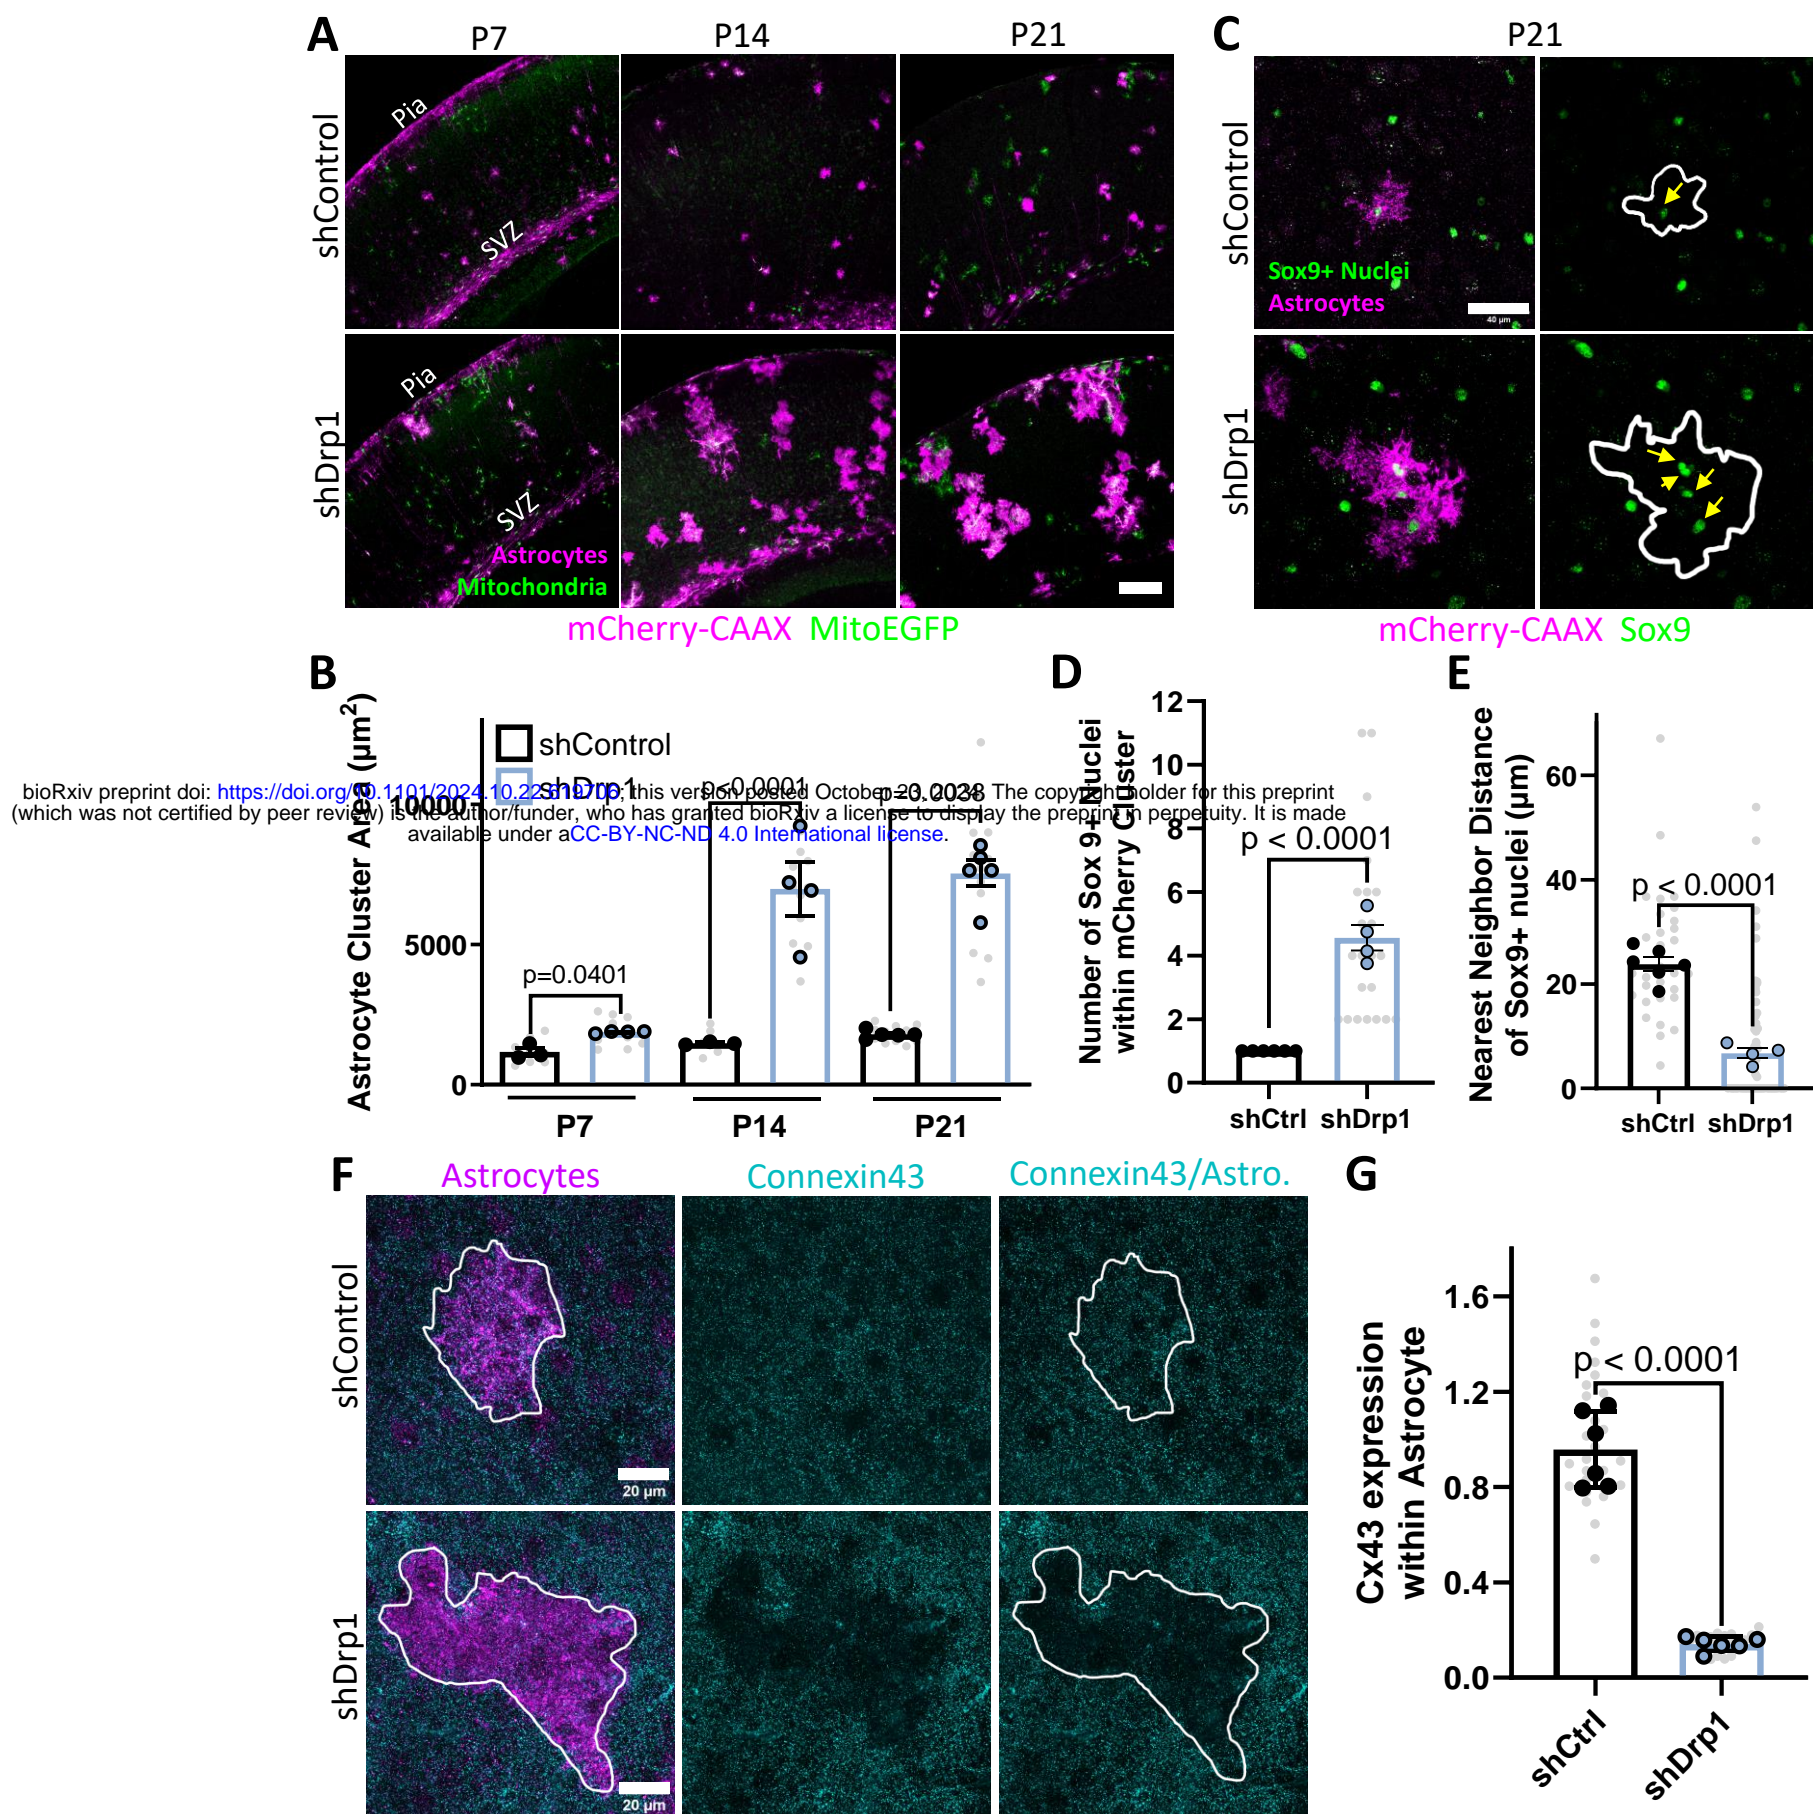 A
P7
P14
P21
C
P21
shControl
Pia
SVZ
shControl
Sox9+ Nuclei
Astrocytes
40 µm
shDrp1
Pia
SVZ
Astrocytes
Mitochondria
shDrp1
mCherry-CAAX MitoEGFP
mCherry-CAAX Sox9
B
Astrocyte Cluster Area (µm²)
10000
5000
0
shControl
shDrp1
p=0.0401
p<0.0001
p=0.0038
P7
P14
P21
bioRxiv preprint doi: https://doi.org/10.1101/2024.10.22.619706; this version posted October 23, 2024. The copyright holder for this preprint
(which was not certified by peer review) is the author/funder, who has granted bioRxiv a license to display the preprint in perpetuity. It is made
available under aCC-BY-NC-ND 4.0 International license.
D
Number of Sox 9+ Nuclei
within mCherry Cluster
12
10
8
6
4
2
0
p < 0.0001
shCtrl
shDrp1
E
Nearest Neighbor Distance
of Sox9+ nuclei (µm)
60
40
20
0
p < 0.0001
shCtrl
shDrp1
F
Astrocytes
Connexin43
Connexin43/Astro.
shControl
20 µm
shDrp1
20 µm
G
Cx43 expression
within Astrocyte
1.6
1.2
0.8
0.4
0.0
p < 0.0001
shCtrl
shDrp1